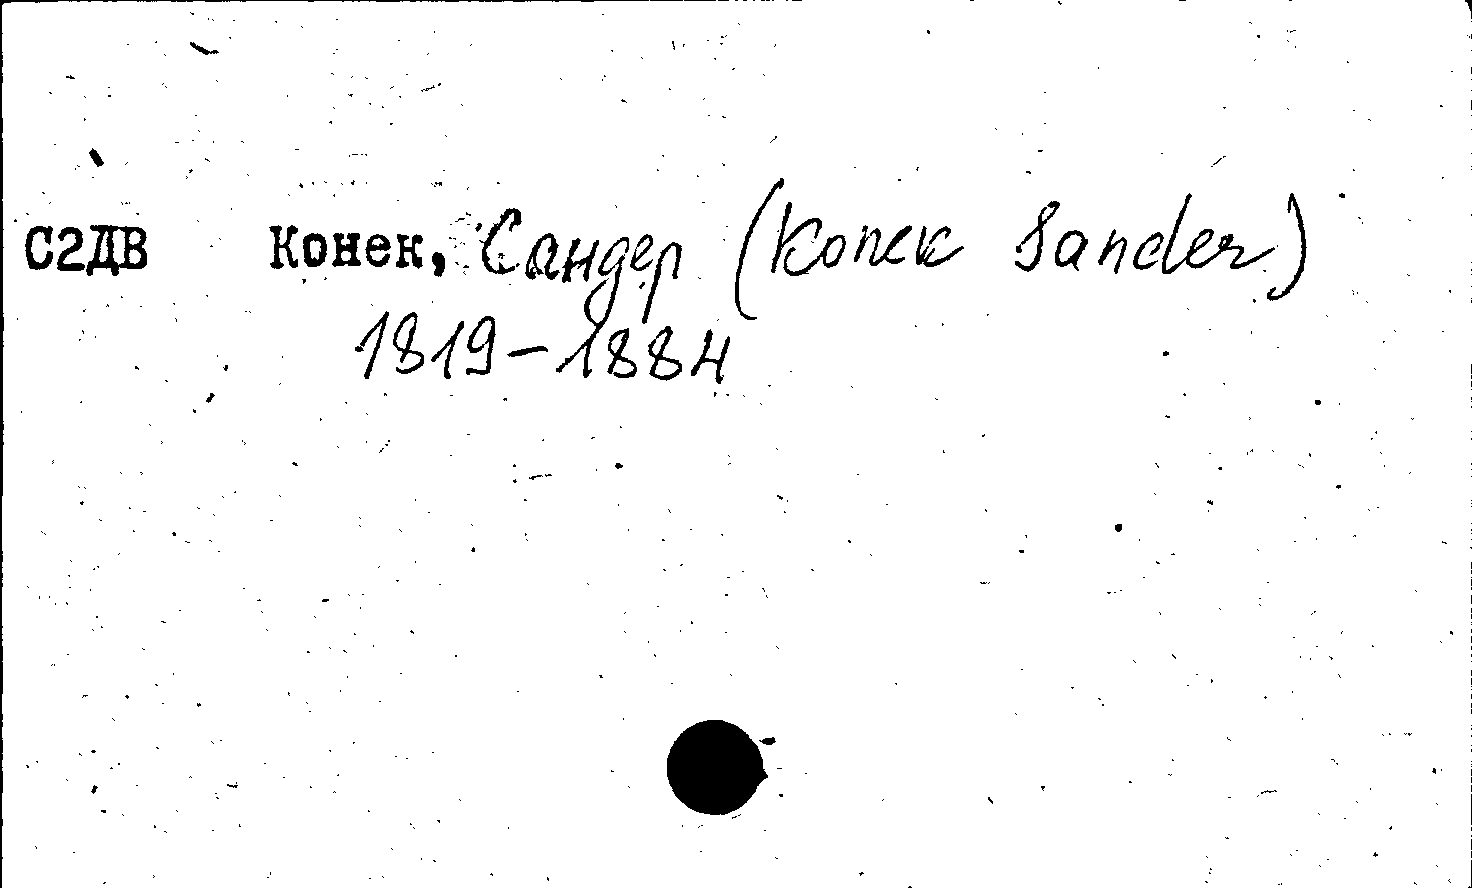 С2ДВ Конек, Сандер (Konek Sander)
1819-1884